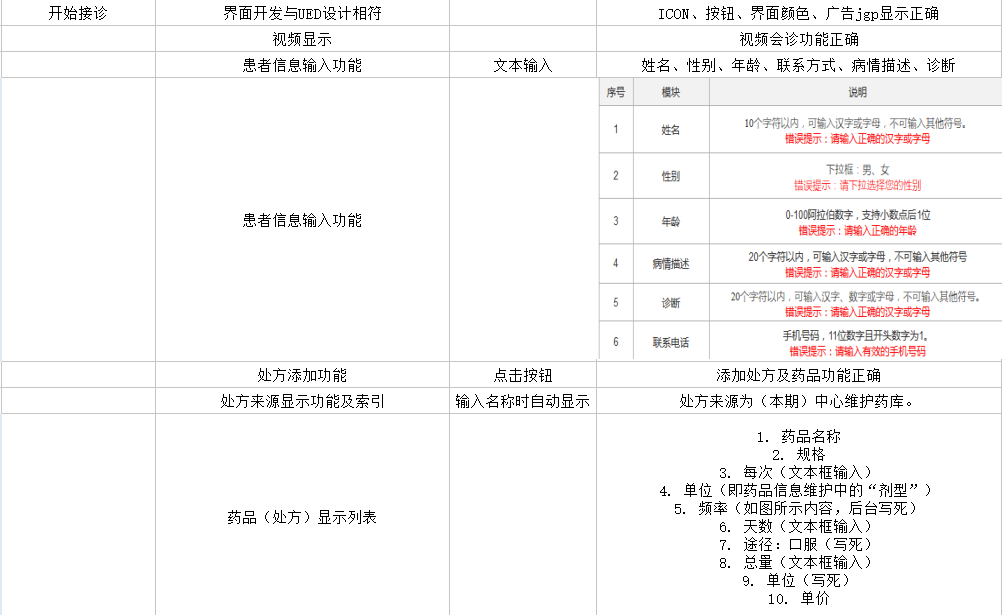 开始接诊 界面开发与UED设计相符 ICON、按钮、界面颜色、广告jgp显示正确
视频显示 视频会诊功能正确
患者信息输入功能 文本输入 姓名、性别、年龄、联系方式、病情描述、诊断
患者信息输入功能
序号 模块 说明
1 姓名 10个字符以内，可输入汉字或字母，不可输入其他符号。
错误提示：请输入正确的汉字或字母
2 性别 下拉框：男、女
错误提示：请下拉选择您的性别
3 年龄 0-100阿拉伯数字，支持小数点后1位
错误提示：请输入正确的年龄
4 病情描述 20个字符以内，可输入汉字或字母，不可输入其他符号
错误提示：请输入正确的汉字或字母
5 诊断 20个字符以内，可输入汉字、数字或字母，不可输入其他符号。
错误提示：请输入正确的汉字或字母
6 联系电话 手机号码，11位数字且开头数字为1。
错误提示：请输入有效的手机号码
处方添加功能 点击按钮 添加处方及药品功能正确
处方来源显示功能及索引 输入名称时自动显示 处方来源为（本期）中心维护药库。
药品（处方）显示列表
1. 药品名称
2. 规格
3. 每次（文本框输入）
4. 单位（即药品信息维护中的“剂型”）
5. 频率（如图所示内容，后台写死）
6. 天数（文本框输入）
7. 途径：口服（写死）
8. 总量（文本框输入）
9. 单位（写死）
10. 单价